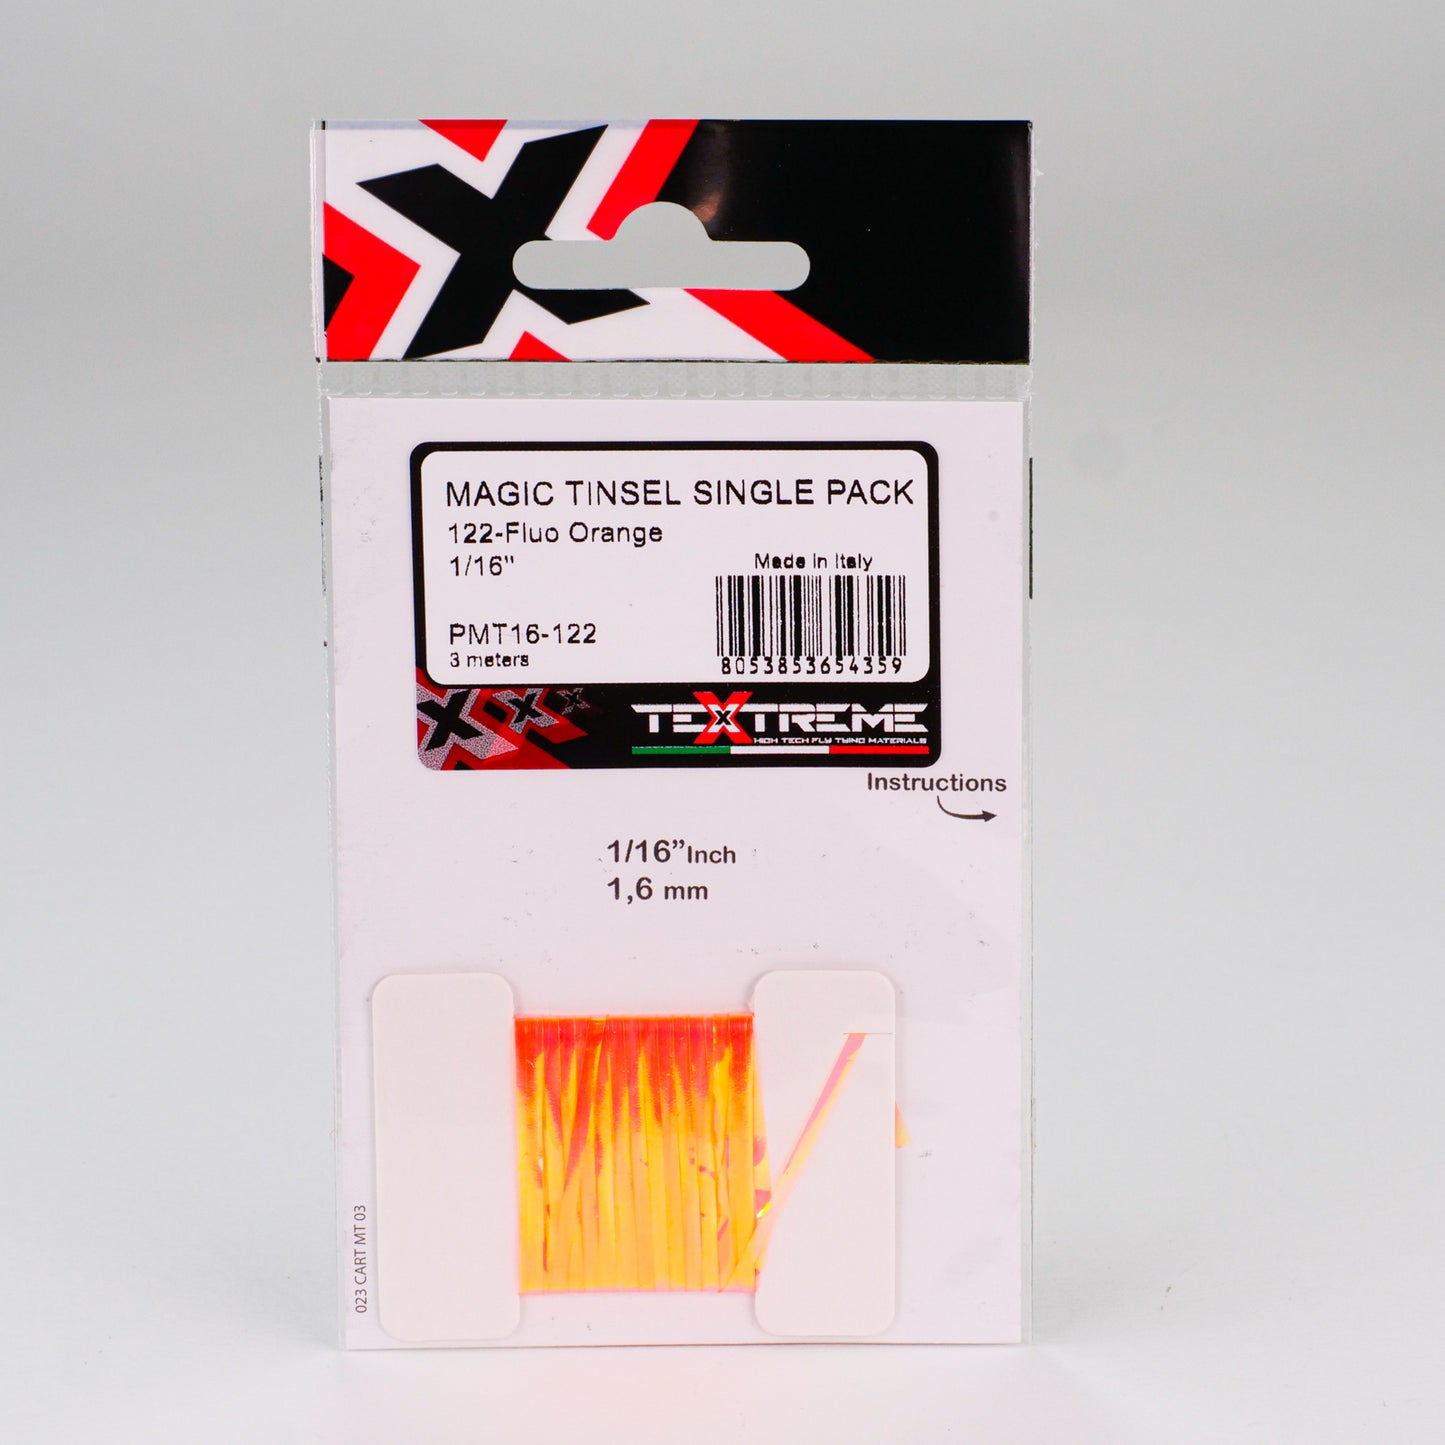 MAGIC TINSEL SINGLE PACK
122-Fluo Orange
1/16"
Made in Italy
PMT16-122
3 meters
8053853654359
TEXTREME
HIGH TECH FLY TYING MATERIALS
Instructions
1/16” Inch
1,6 mm
023 CART MT 03